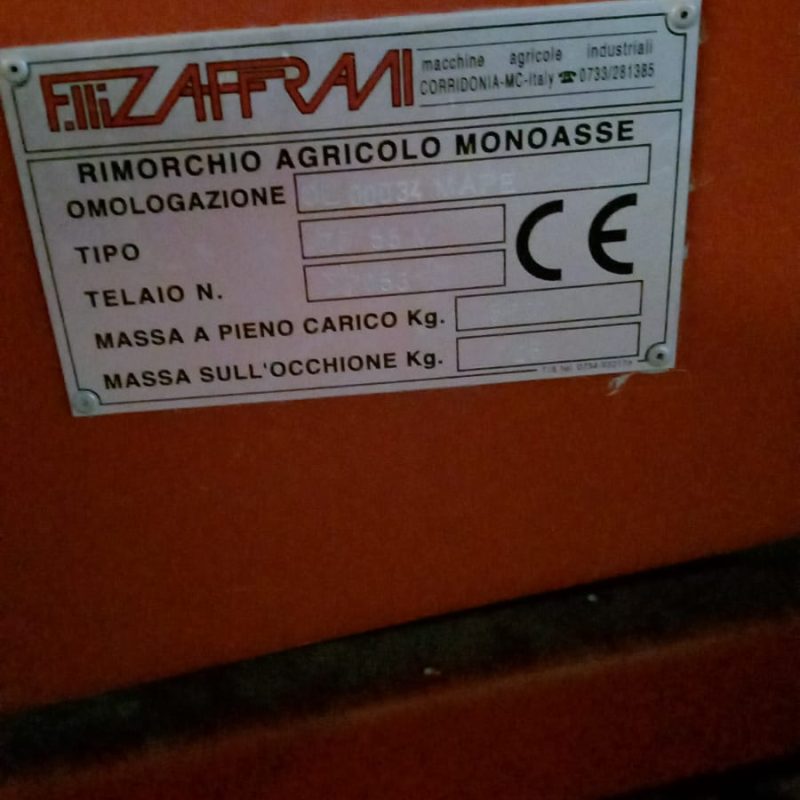 F.lli ZAFFRANI
macchine agricole industriali
CORRIDONIA-MC-Italy ☎ 0733/281385
RIMORCHIO AGRICOLO MONOASSE
OMOLOGAZIONE MAPE
TIPO
TELAIO N.
CE
MASSA A PIENO CARICO Kg.
MASSA SULL'OCCHIONE Kg.